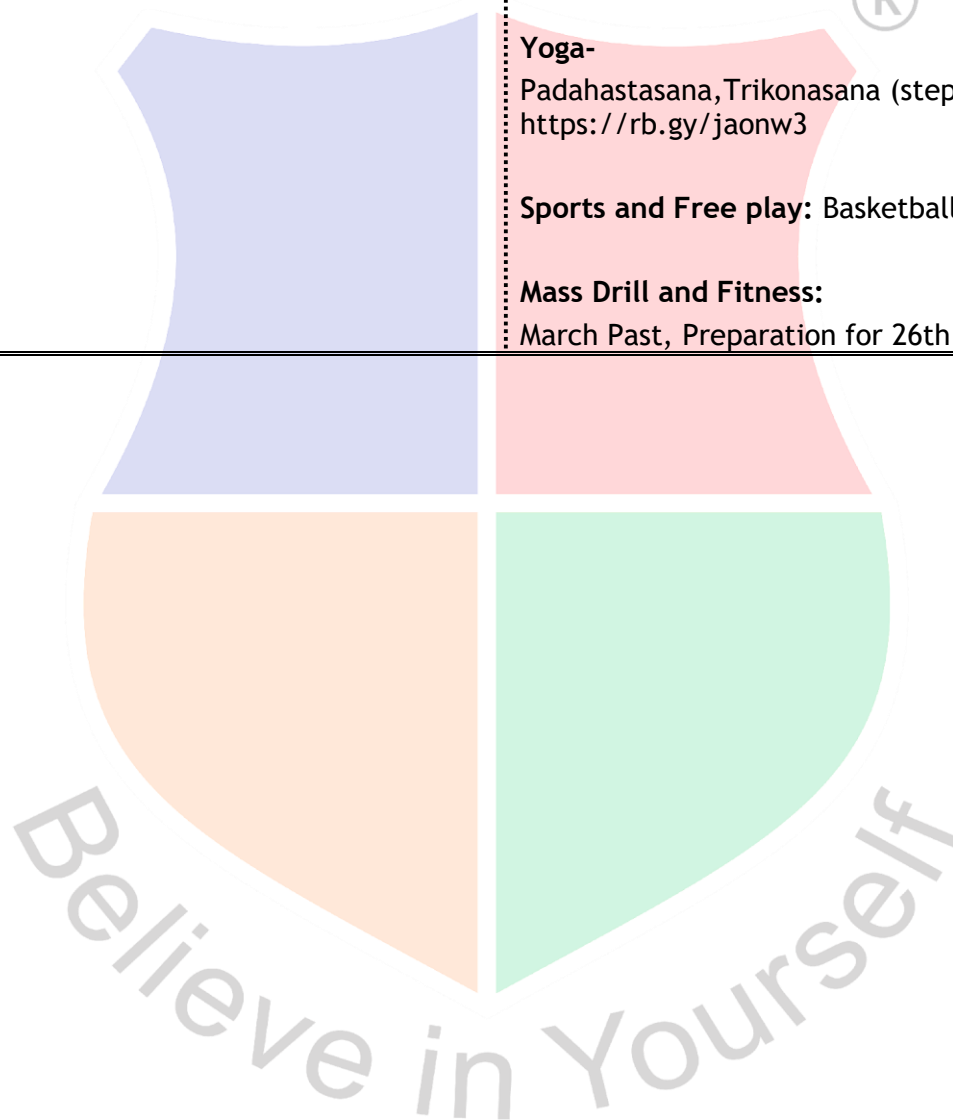 ®
Yoga-
Padahastasana,Trikonasana (step
https://rb.gy/jaonw3
Sports and Free play: Basketball
Mass Drill and Fitness:
March Past, Preparation for 26th
Believe in Yourself